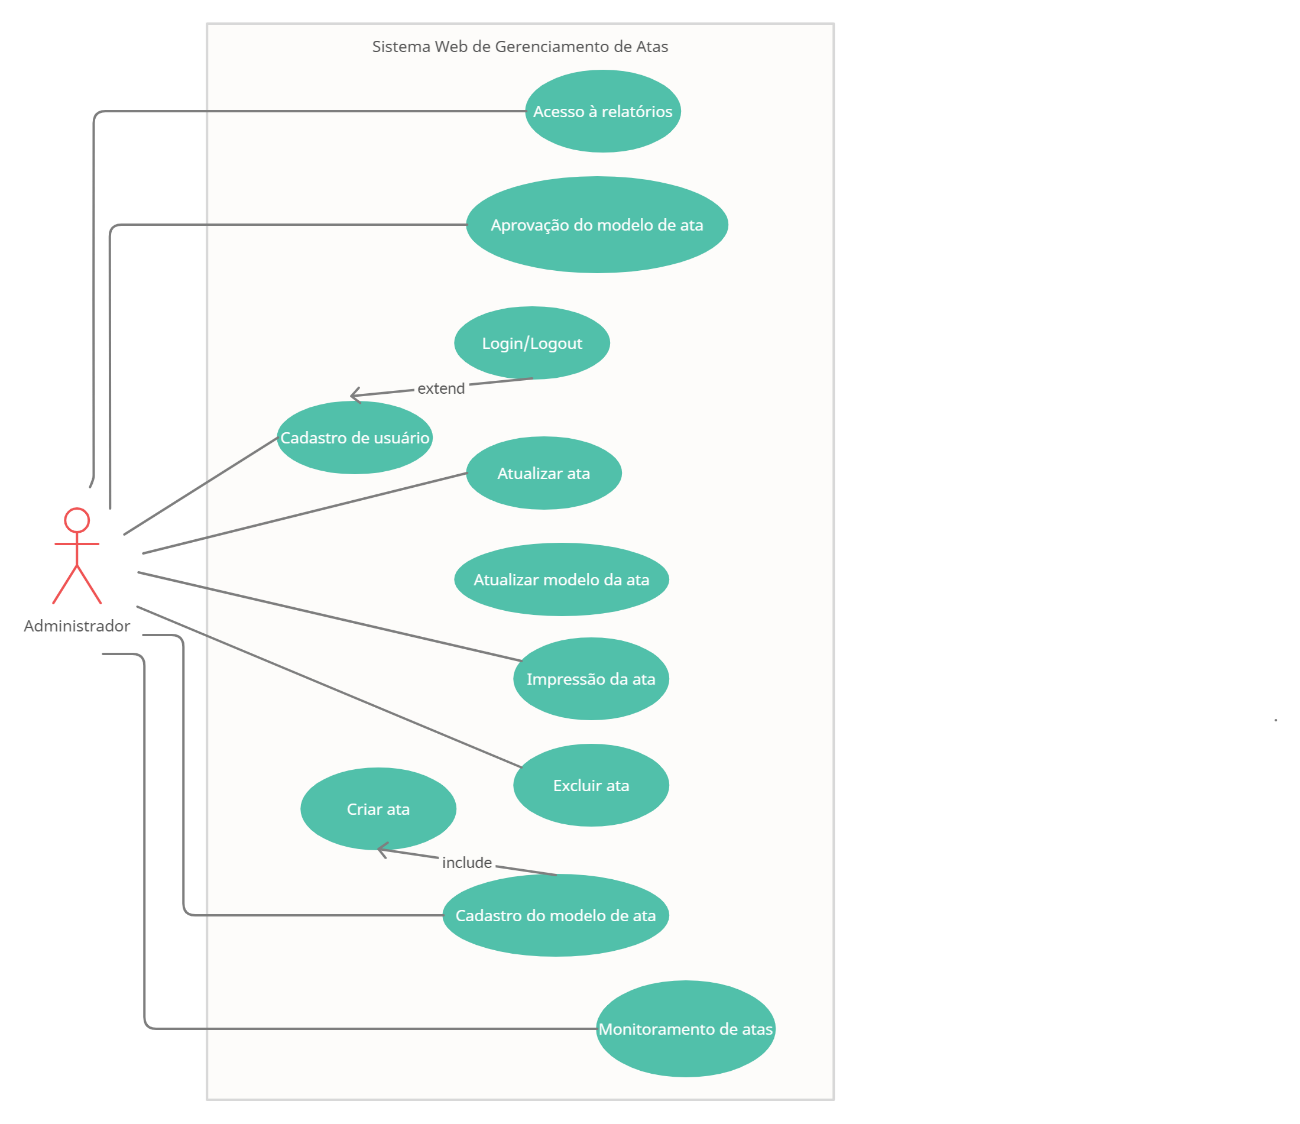 Sistema Web de Gerenciamento de Atas
Acesso à relatórios
Aprovação do modelo de ata
Login/Logout
extend
Cadastro de usuário
Atualizar ata
Atualizar modelo da ata
Administrador
Impressão da ata
Excluir ata
Criar ata
include
Cadastro do modelo de ata
Monitoramento de atas
.